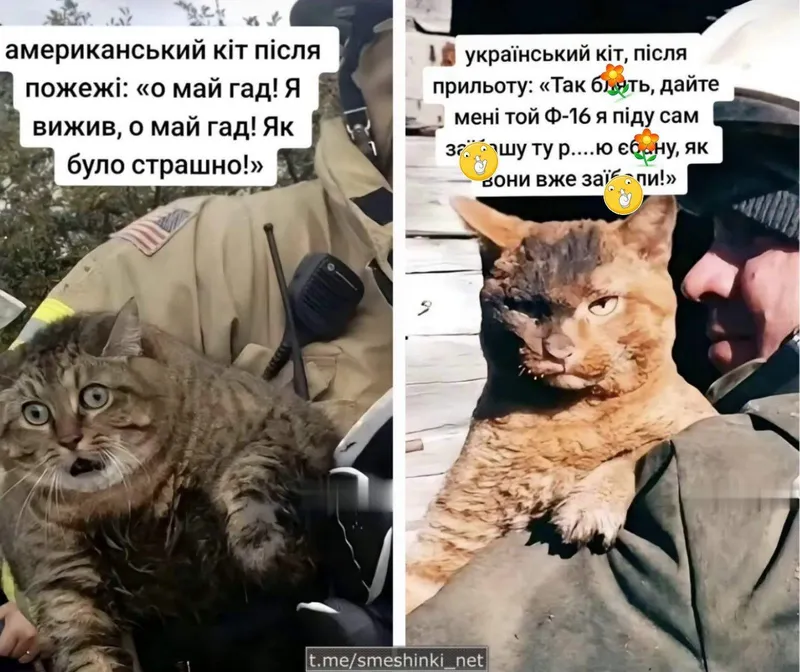 американський кіт після
пожежі: «о май гад! Я
вижив, о май гад! Як
було страшно!»
український кіт, після
прильоту: «Так дайте
мені той Ф-16 я піду сам
ту р....ю як
вони вже
t.me/smeshinki_net